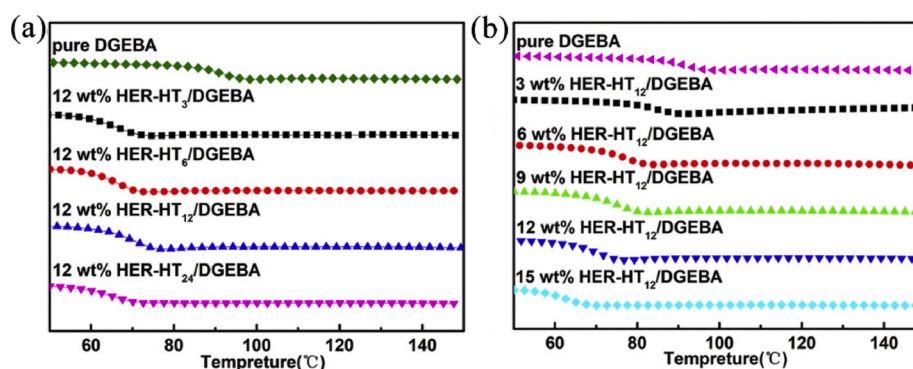 (a)
pure DGEBA
12 wt% HER-HT3/DGEBA
12 wt% HER-HT6/DGEBA
12 wt% HER-HT12/DGEBA
12 wt% HER-HT24/DGEBA
60 80 100 120 140
Tempreture(℃)
(b)
pure DGEBA
3 wt% HER-HT12/DGEBA
6 wt% HER-HT12/DGEBA
9 wt% HER-HT12/DGEBA
12 wt% HER-HT12/DGEBA
15 wt% HER-HT12/DGEBA
60 80 100 120 140
Tempreture(℃)